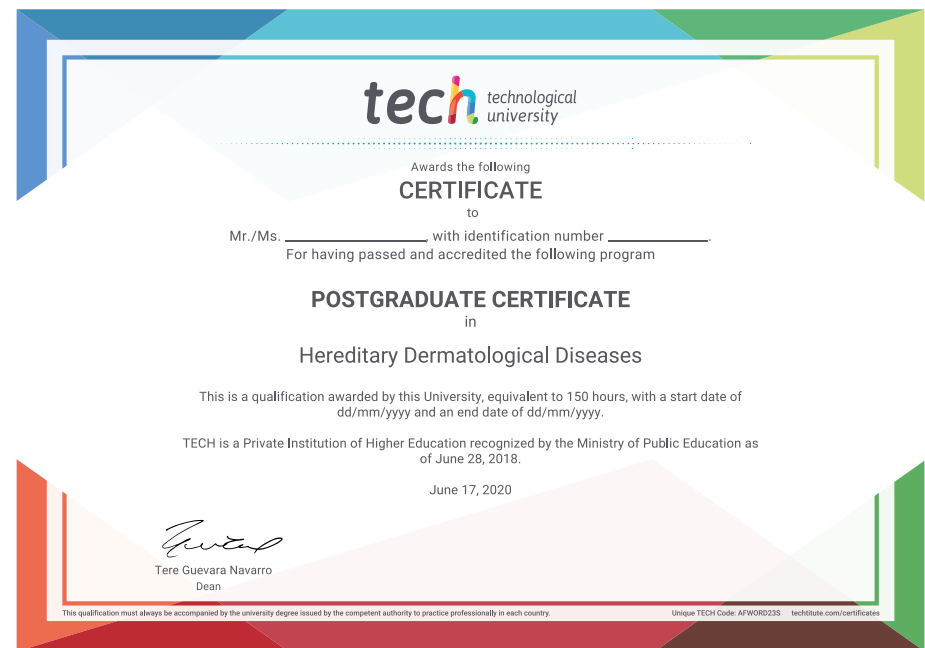 tech technological
university
Awards the following
CERTIFICATE
to
Mr./Ms. ____________________, with identification number ______________.
For having passed and accredited the following program
POSTGRADUATE CERTIFICATE
in
Hereditary Dermatological Diseases
This is a qualification awarded by this University, equivalent to 150 hours, with a start date of
dd/mm/yyyy and an end date of dd/mm/yyyy.
TECH is a Private Institution of Higher Education recognized by the Ministry of Public Education as
of June 28, 2018.
June 17, 2020
Tere Guevara Navarro
Dean
This qualification must always be accompanied by the university degree issued by the competent authority to practice professionally in each country.
Unique TECH Code: AFWORD23S techtitute.com/certificates